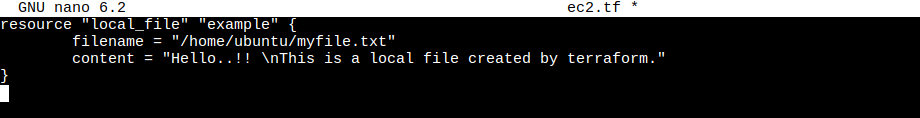 GNU nano 6.2 ec2.tf *
resource "local_file" "example" {
        filename = "/home/ubuntu/myfile.txt"
        content = "Hello..!! \nThis is a local file created by terraform."
}